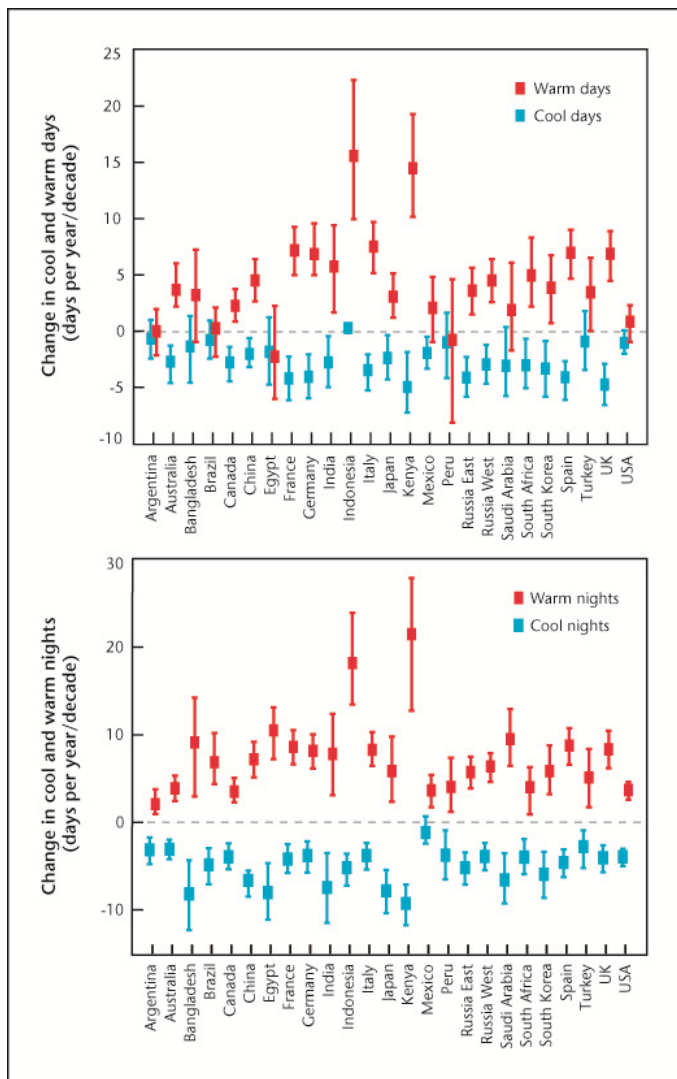 Change in cool and warm days
(days per year/decade)
25
20
15
10
5
0
-5
-10
Warm days
Cool days
Argentina
Australia
Bangladesh
Brazil
Canada
China
Egypt
France
Germany
India
Indonesia
Italy
Japan
Kenya
Mexico
Peru
Russia East
Russia West
Saudi Arabia
South Africa
South Korea
Spain
Turkey
UK
USA
Change in cool and warm nights
(days per year/decade)
30
20
10
0
-10
Warm nights
Cool nights
Argentina
Australia
Bangladesh
Brazil
Canada
China
Egypt
France
Germany
India
Indonesia
Italy
Japan
Kenya
Mexico
Peru
Russia East
Russia West
Saudi Arabia
South Africa
South Korea
Spain
Turkey
UK
USA